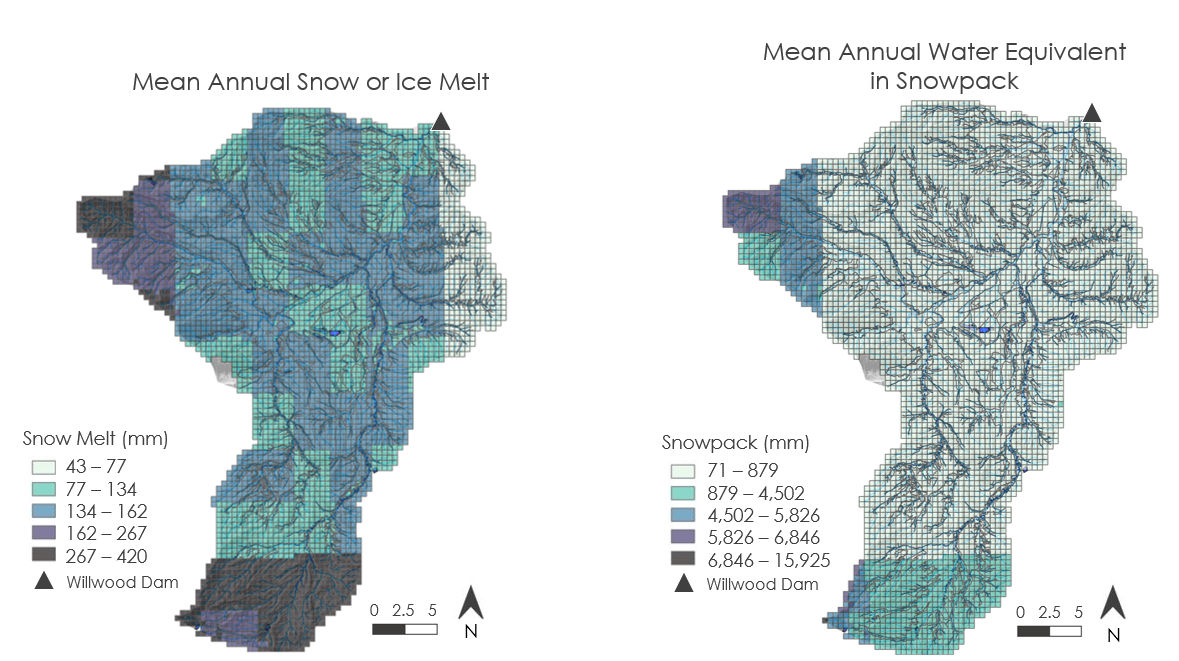 Mean Annual Snow or Ice Melt
Snow Melt (mm)
43 – 77
77 – 134
134 – 162
162 – 267
267 – 420
Willwood Dam
0 2.5 5
N
Mean Annual Water Equivalent
in Snowpack
Snowpack (mm)
71 – 879
879 – 4,502
4,502 – 5,826
5,826 – 6,846
6,846 – 15,925
Willwood Dam
0 2.5 5
N